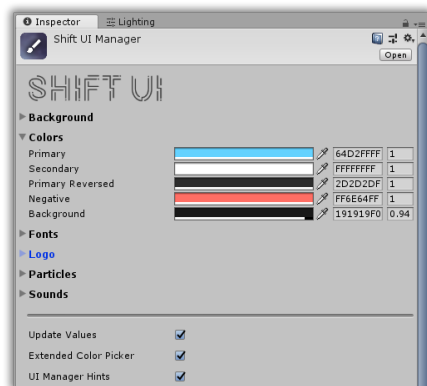 Inspector Lighting
Shift UI Manager
Open
SHIFT UI
Background
Colors
Primary 64D2FFFF 1
Secondary FFFFFFFF 1
Primary Reversed 2D2D2DF 1
Negative FF6E64FF 1
Background 191919F0 0.94
Fonts
Logo
Particles
Sounds
Update Values
Extended Color Picker
UI Manager Hints